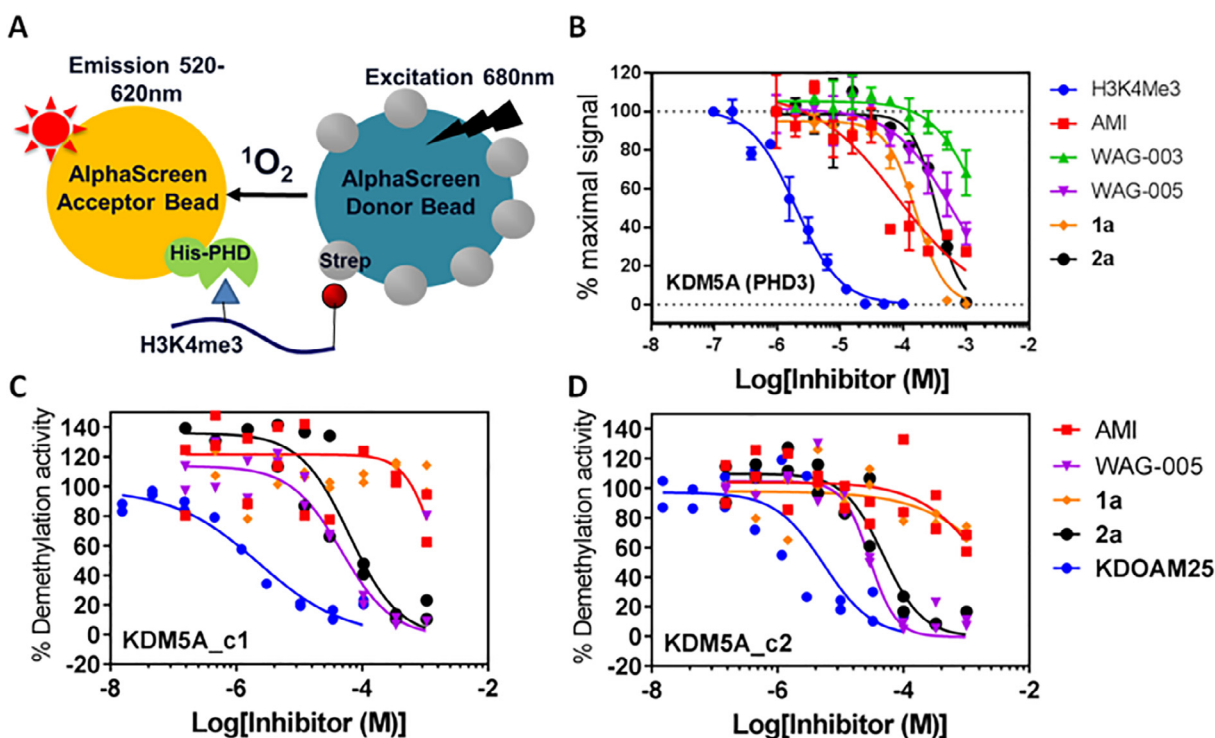 A
Emission 520-
620nm
Excitation 680nm
¹O₂
AlphaScreen
Acceptor Bead
AlphaScreen
Donor Bead
His-PHD
Strep
H3K4me3
B
% maximal signal
120
100
80
60
40
20
0
KDM5A (PHD3)
-8
-7
-6
-5
-4
-3
-2
Log[Inhibitor (M)]
H3K4Me3
AMI
WAG-003
WAG-005
1a
2a
C
% Demethylation activity
140
120
100
80
60
40
20
0
-20
KDM5A_c1
-8
-6
-4
-2
Log[Inhibitor (M)]
D
% Demethylation activity
140
120
100
80
60
40
20
0
-20
KDM5A_c2
-8
-6
-4
-2
Log[Inhibitor (M)]
AMI
WAG-005
1a
2a
KDOAM25